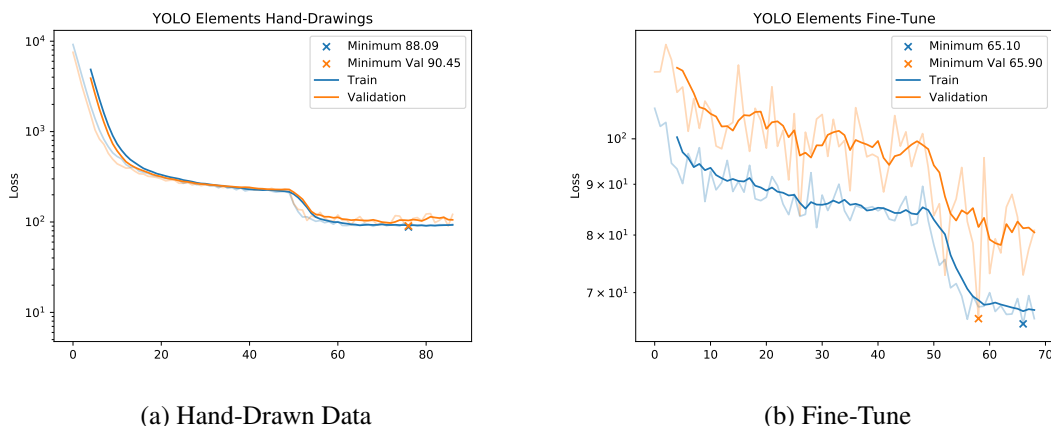 YOLO Elements Hand-Drawings
10⁴
10³
10²
10¹
Loss
0 20 40 60 80
Minimum 88.09
Minimum Val 90.45
Train
Validation
(a) Hand-Drawn Data
YOLO Elements Fine-Tune
10²
9 × 10¹
8 × 10¹
7 × 10¹
Loss
0 10 20 30 40 50 60 70
Minimum 65.10
Minimum Val 65.90
Train
Validation
(b) Fine-Tune